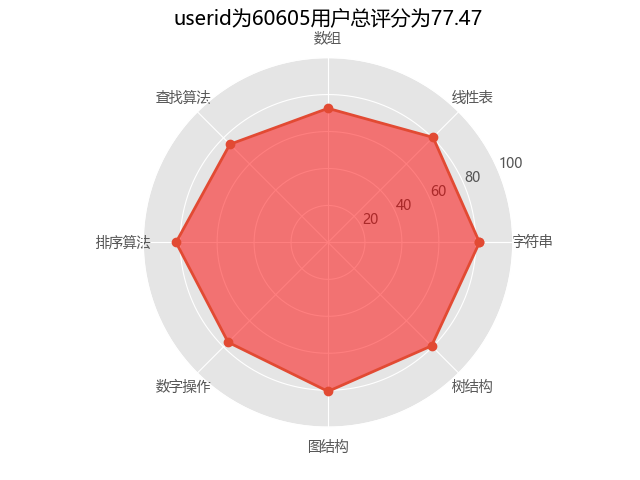 userid为60605用户总评分为77.47
数组
查找算法
线性表
100
80
60
40
20
排序算法
字符串
数字操作
树结构
图结构